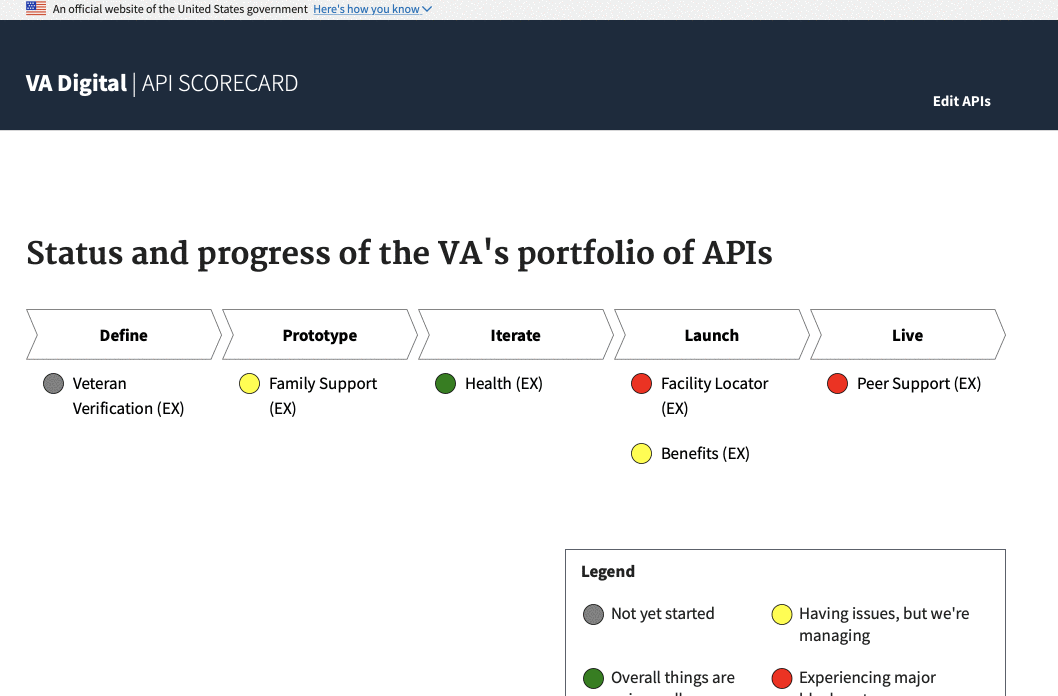 An official website of the United States government Here's how you know
VA Digital | API SCORECARD
Edit APIs
Status and progress of the VA's portfolio of APIs
Define
Prototype
Iterate
Launch
Live
Veteran
Verification (EX)
Family Support
(EX)
Health (EX)
Facility Locator
(EX)
Benefits (EX)
Peer Support (EX)
Legend
Not yet started
Having issues, but we're
managing
Overall things are
Experiencing major